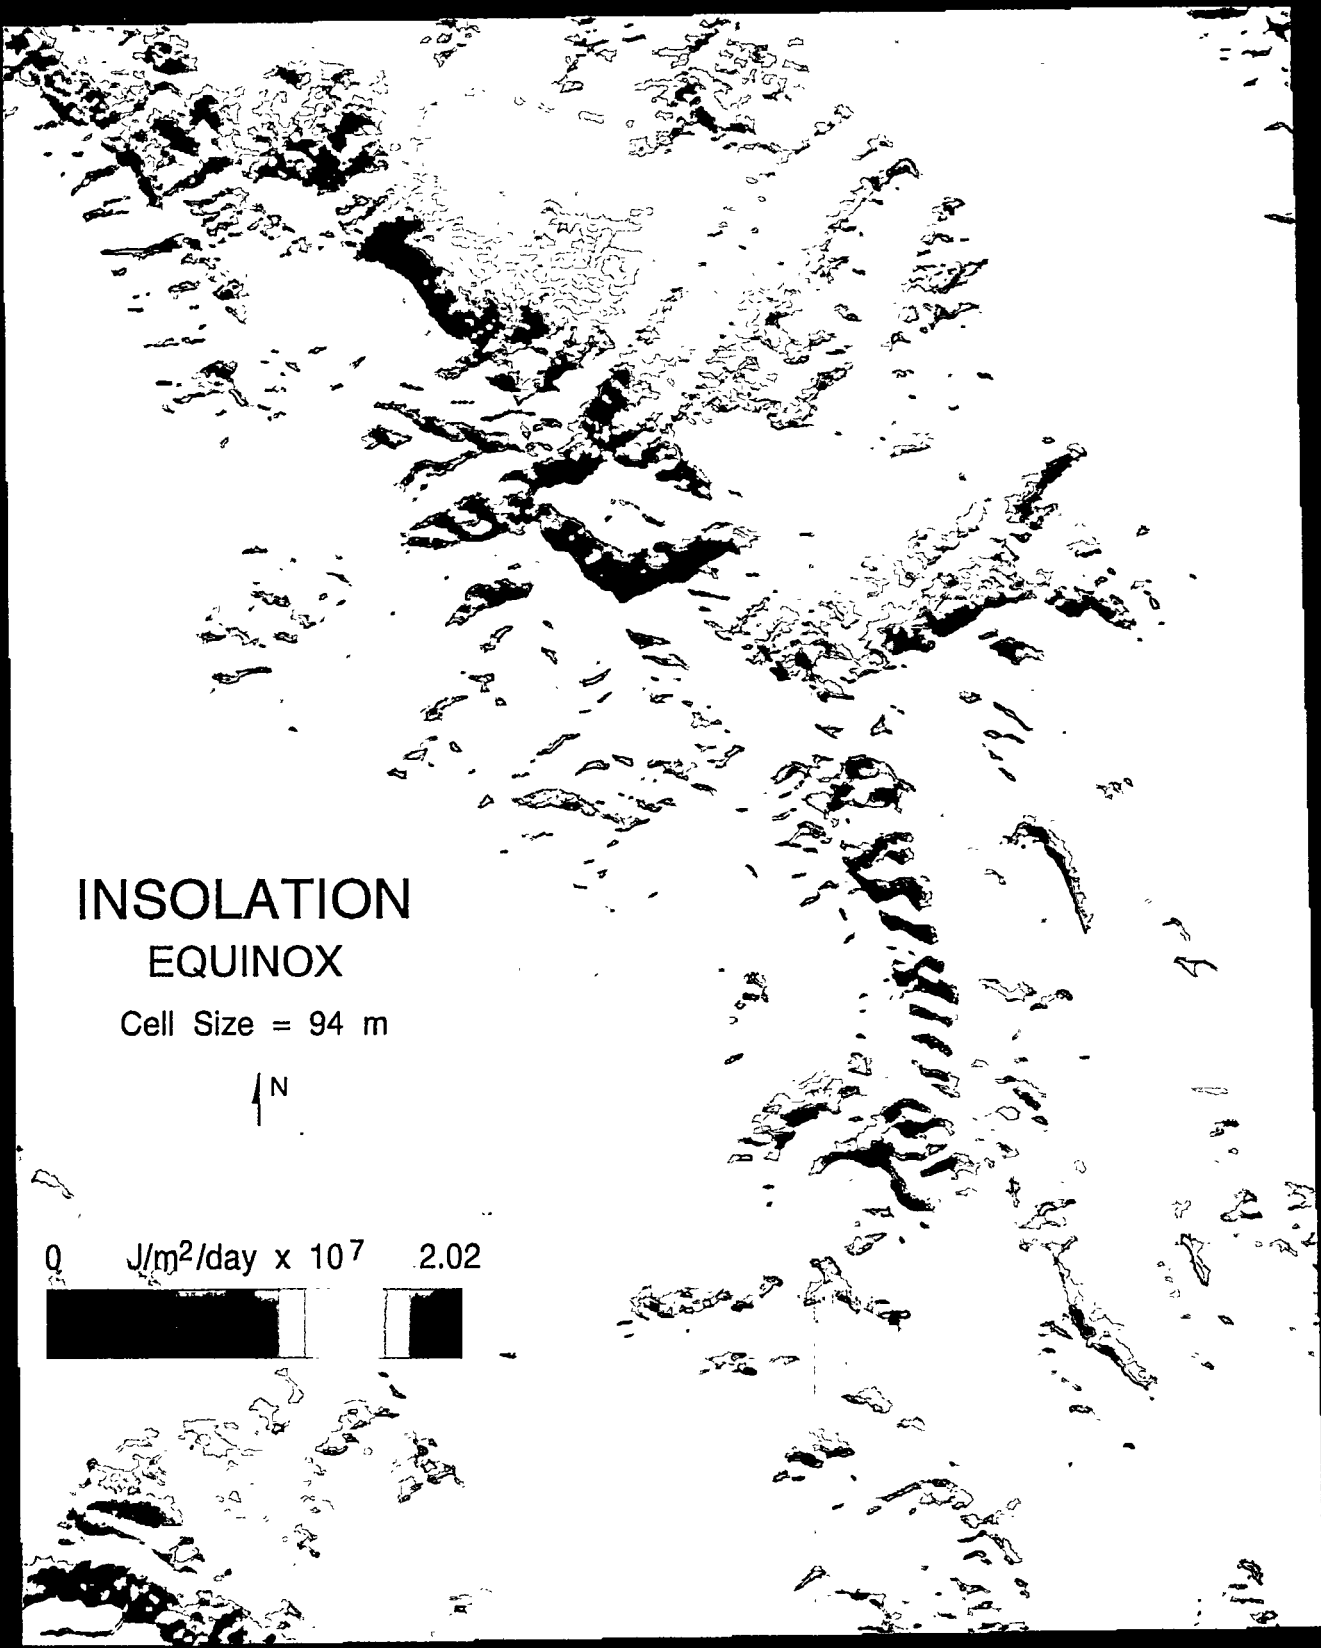 INSOLATION
EQUINOX
Cell Size = 94 m
N
0 J/m²/day x 10⁷ 2.02